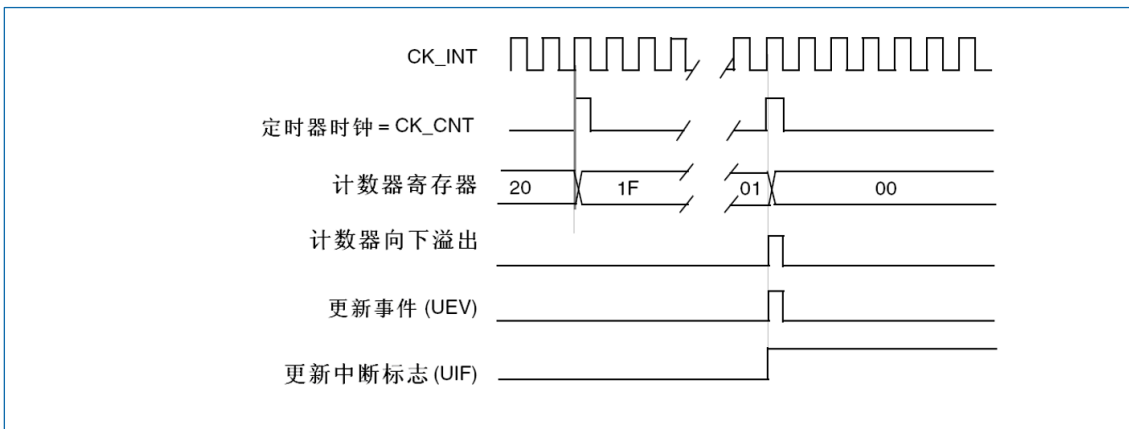 CK_INT
定时器时钟 = CK_CNT
计数器寄存器 20 1F 01 00
计数器向下溢出
更新事件 (UEV)
更新中断标志 (UIF)